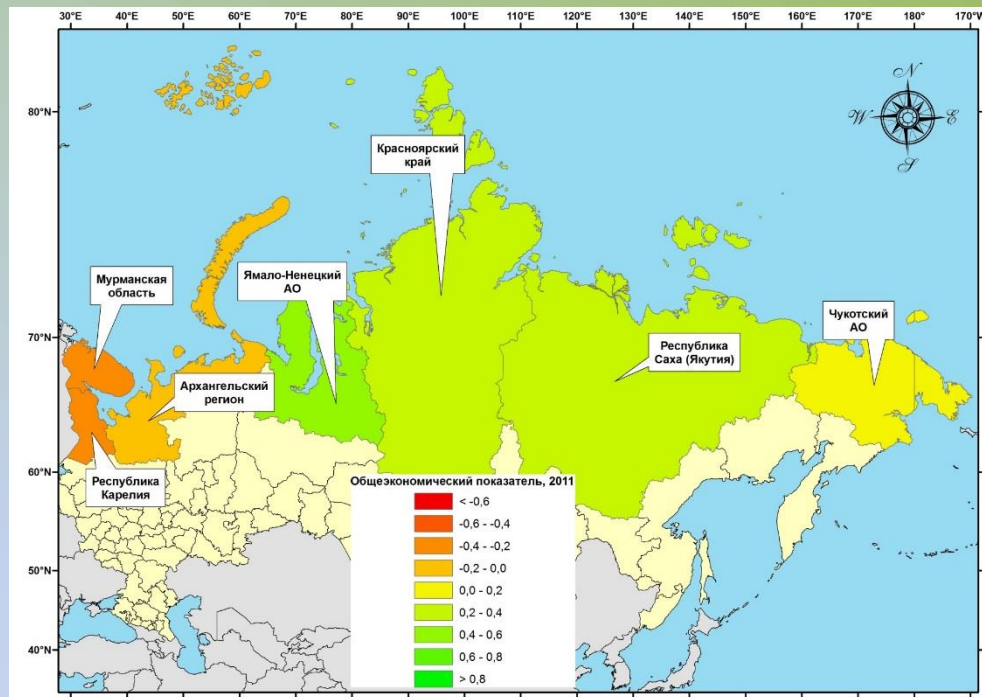 30°E 40°E 50°E 60°E 70°E 80°E 90°E 100°E 110°E 120°E 130°E 140°E 150°E 160°E 170°E 180° 170°W
80°N
70°N
60°N
50°N
40°N
N
W
E
S
Красноярский
край
Мурманская
область
Ямало-Ненецкий
АО
Чукотский
АО
Республика
Саха (Якутия)
Архангельский
регион
Республика
Карелия
Общеэкономический показатель, 2011
< -0,6
-0,6 - -0,4
-0,4 - -0,2
-0,2 - 0,0
0,0 - 0,2
0,2 - 0,4
0,4 - 0,6
0,6 - 0,8
> 0,8